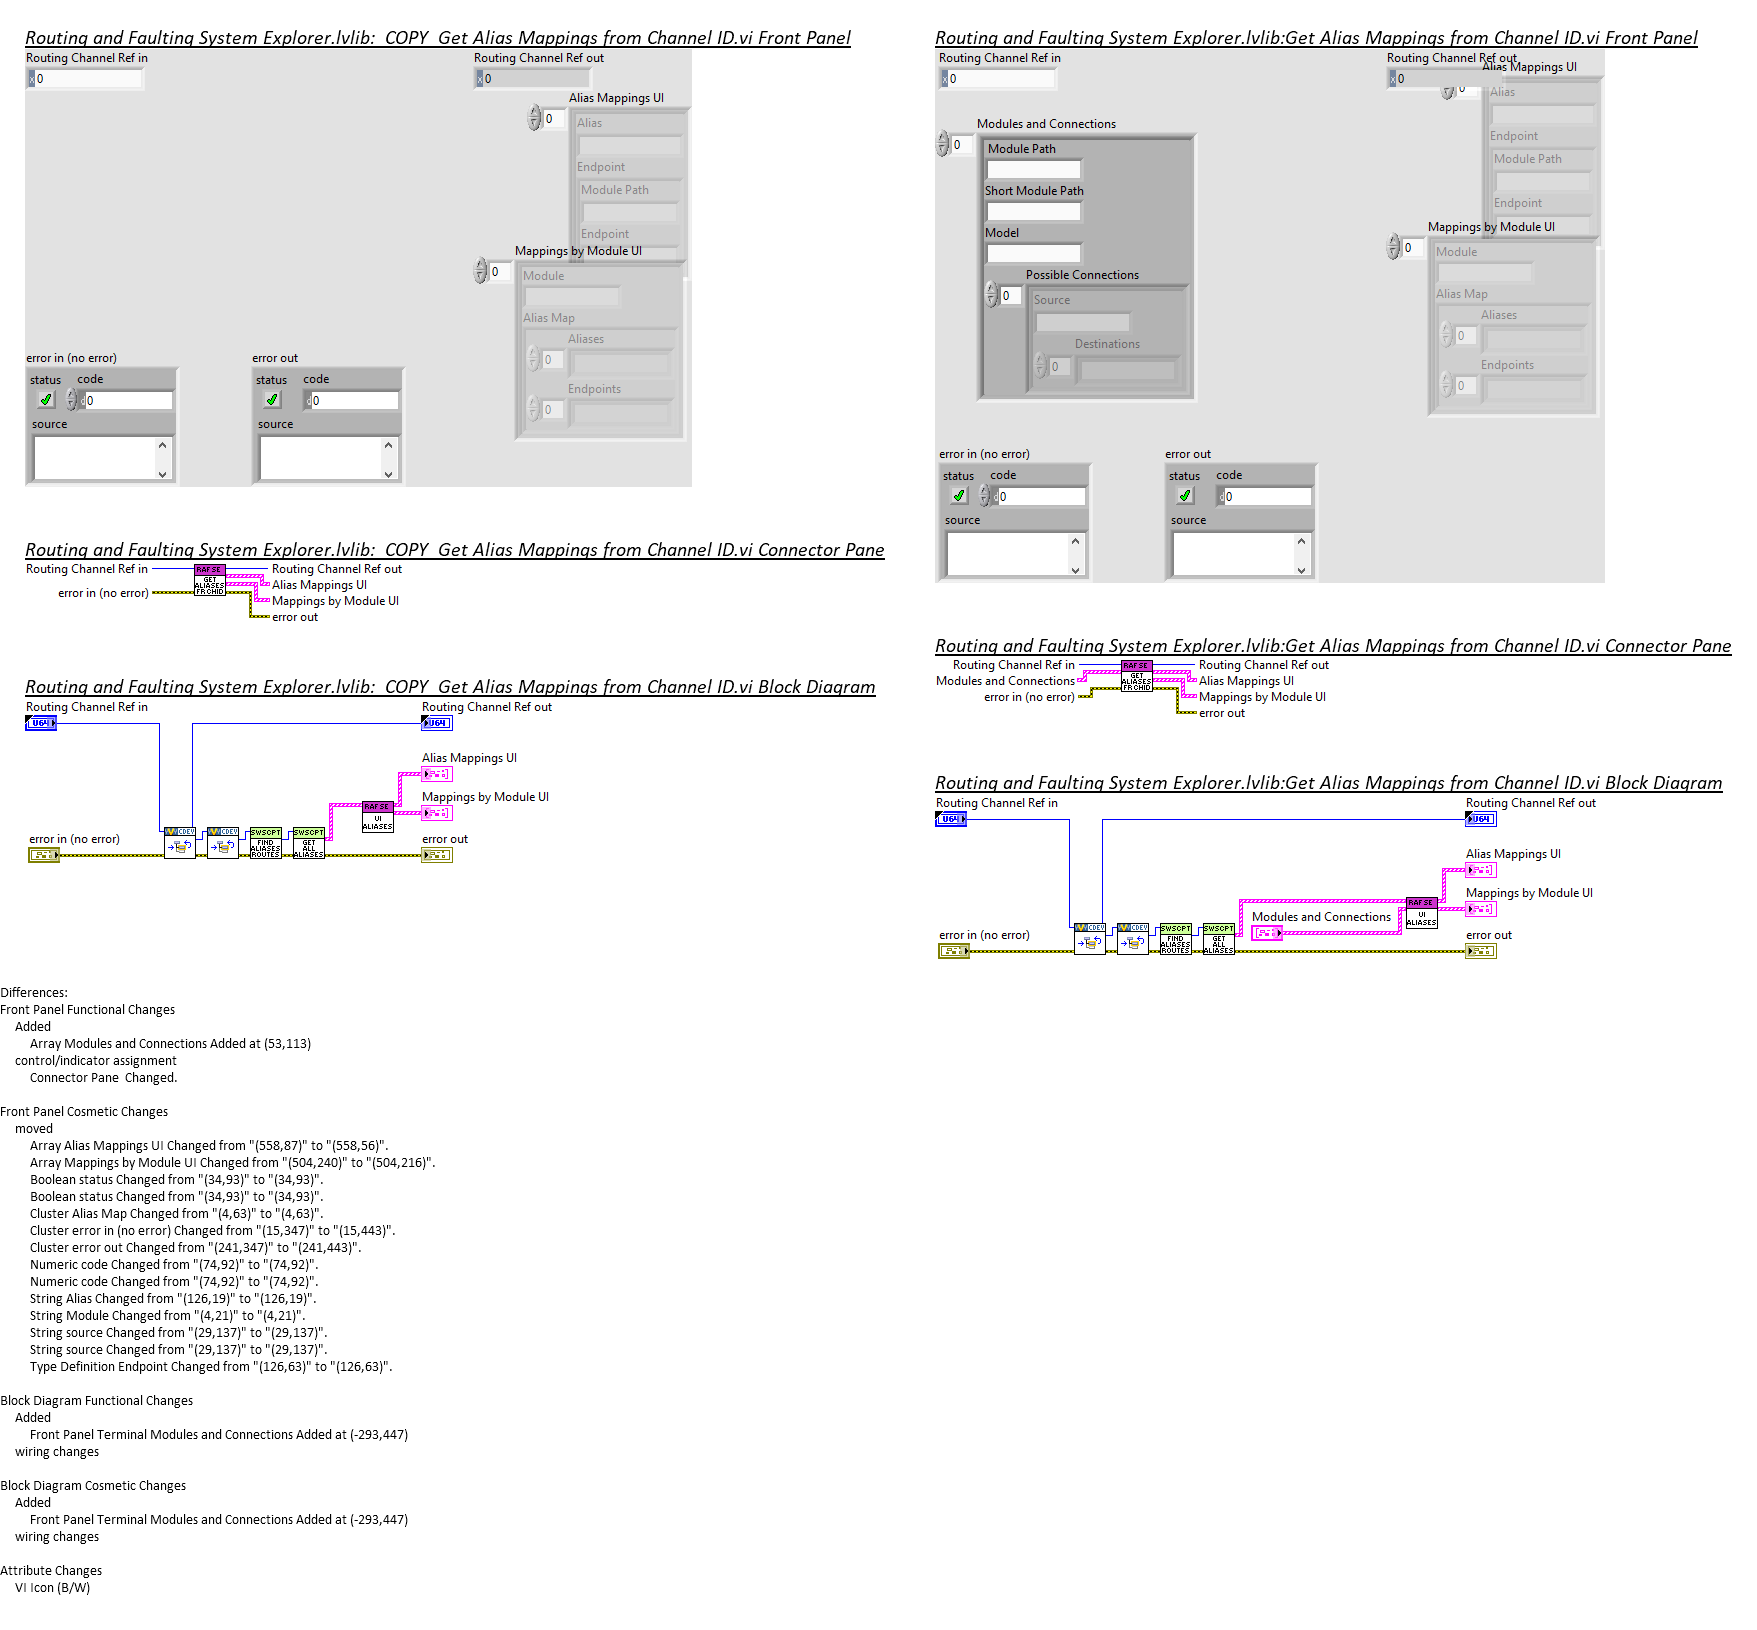 Routing and Faulting System Explorer.lvlib:_COPY_Get Alias Mappings from Channel ID.vi Front Panel
Routing Channel Ref in
x 0
Routing Channel Ref out
x 0
Alias Mappings UI
0
Alias
Endpoint
Module Path
Endpoint
Mappings by Module UI
0
Module
Alias Map
Aliases
0
Endpoints
0
error in (no error)
status code
d 0
source
error out
status code
d 0
source
Routing and Faulting System Explorer.lvlib:_COPY_Get Alias Mappings from Channel ID.vi Connector Pane
Routing Channel Ref in
error in (no error)
RAF SE
GET
ALIASES
FR CHID
Routing Channel Ref out
Alias Mappings UI
Mappings by Module UI
error out
Routing and Faulting System Explorer.lvlib:_COPY_Get Alias Mappings from Channel ID.vi Block Diagram
Routing Channel Ref in
U64
Routing Channel Ref out
U64
Alias Mappings UI
Mappings by Module UI
error in (no error)
CDEV
CDEV
SWSCPT
FIND
ALIASES
ROUTES
SWSCPT
GET
ALL
ALIASES
RAF SE
UI
ALIASES
error out
Routing and Faulting System Explorer.lvlib:Get Alias Mappings from Channel ID.vi Front Panel
Routing Channel Ref in
x 0
Routing Channel Ref out
x 0
Alias Mappings UI
0
Alias
Endpoint
Module Path
Endpoint
Modules and Connections
0
Module Path
Short Module Path
Model
Possible Connections
0
Source
Destinations
0
Mappings by Module UI
0
Module
Alias Map
Aliases
0
Endpoints
0
error in (no error)
status code
d 0
source
error out
status code
d 0
source
Routing and Faulting System Explorer.lvlib:Get Alias Mappings from Channel ID.vi Connector Pane
Routing Channel Ref in
Modules and Connections
error in (no error)
RAF SE
GET
ALIASES
FR CHID
Routing Channel Ref out
Alias Mappings UI
Mappings by Module UI
error out
Routing and Faulting System Explorer.lvlib:Get Alias Mappings from Channel ID.vi Block Diagram
Routing Channel Ref in
U64
Routing Channel Ref out
U64
Alias Mappings UI
Mappings by Module UI
Modules and Connections
error in (no error)
CDEV
CDEV
SWSCPT
FIND
ALIASES
ROUTES
SWSCPT
GET
ALL
ALIASES
RAF SE
UI
ALIASES
error out
Differences:
Front Panel Functional Changes
Added
Array Modules and Connections Added at (53,113)
control/indicator assignment
Connector Pane  Changed.
Front Panel Cosmetic Changes
moved
Array Alias Mappings UI Changed from "(558,87)" to "(558,56)".
Array Mappings by Module UI Changed from "(504,240)" to "(504,216)".
Boolean status Changed from "(34,93)" to "(34,93)".
Boolean status Changed from "(34,93)" to "(34,93)".
Cluster Alias Map Changed from "(4,63)" to "(4,63)".
Cluster error in (no error) Changed from "(15,347)" to "(15,443)".
Cluster error out Changed from "(241,347)" to "(241,443)".
Numeric code Changed from "(74,92)" to "(74,92)".
Numeric code Changed from "(74,92)" to "(74,92)".
String Alias Changed from "(126,19)" to "(126,19)".
String Module Changed from "(4,21)" to "(4,21)".
String source Changed from "(29,137)" to "(29,137)".
String source Changed from "(29,137)" to "(29,137)".
Type Definition Endpoint Changed from "(126,63)" to "(126,63)".
Block Diagram Functional Changes
Added
Front Panel Terminal Modules and Connections Added at (-293,447)
wiring changes
Block Diagram Cosmetic Changes
Added
Front Panel Terminal Modules and Connections Added at (-293,447)
wiring changes
Attribute Changes
VI Icon (B/W)